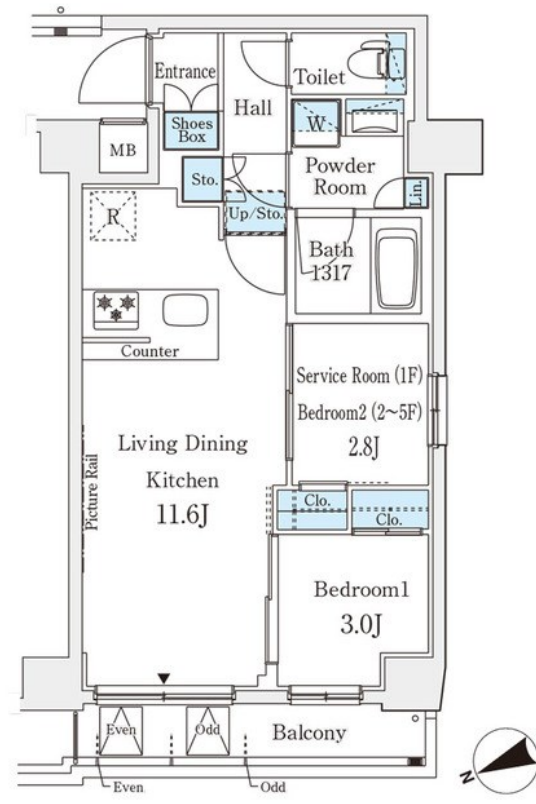 Entrance
Toilet
Hall
Shoes
Box
W
MB
Sto.
Powder
Room
Lin.
R
Up/Sto.
Bath
1317
Counter
Service Room (1F)
Bedroom2 (2~5F)
2.8J
Living Dining
Kitchen
11.6J
Picture Rail
Clo.
Clo.
Bedroom1
3.0J
Even
Odd
Balcony
Even
Odd
N